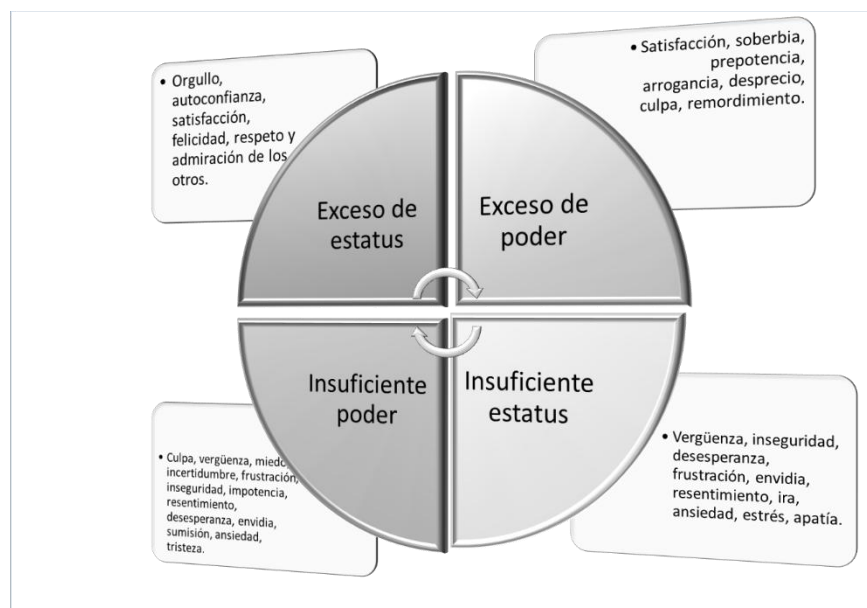 • Orgullo,
autoconfianza,
satisfacción,
felicidad, respeto y
admiración de los
otros.
• Satisfacción, soberbia,
prepotencia,
arrogancia, desprecio,
culpa, remordimiento.
Exceso de
estatus
Exceso de
poder
Insuficiente
poder
Insuficiente
estatus
• Culpa, vergüenza, miedo,
incertidumbre, frustración,
inseguridad, impotencia,
resentimiento,
desesperanza, envidia,
sumisión, ansiedad,
tristeza.
• Vergüenza, inseguridad,
desesperanza,
frustración, envidia,
resentimiento, ira,
ansiedad, estrés, apatía.